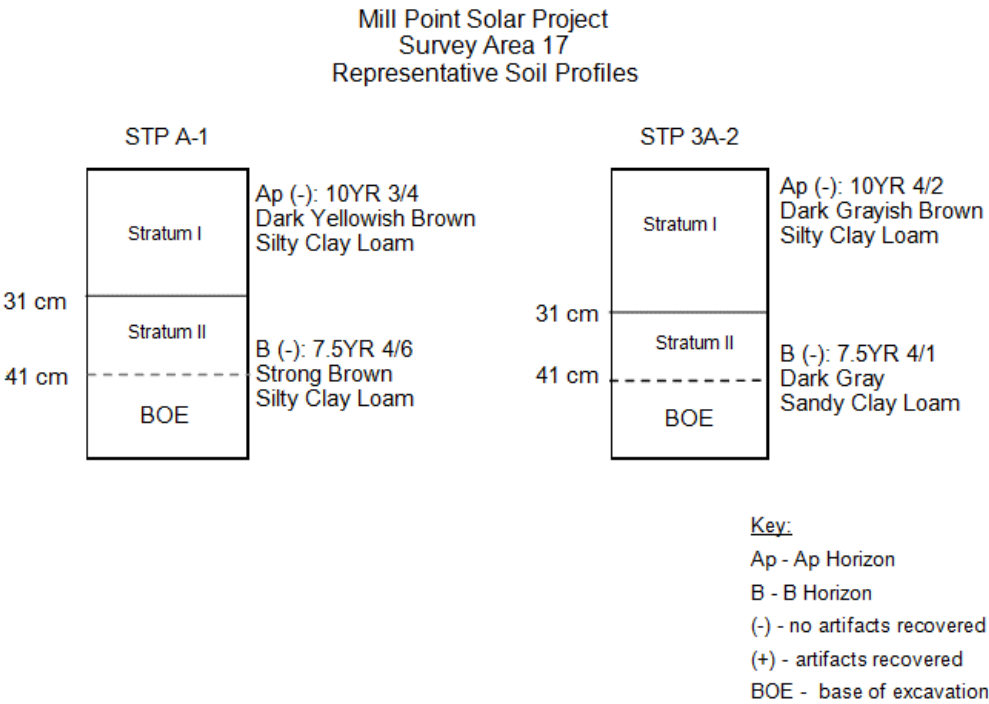 Mill Point Solar Project
Survey Area 17
Representative Soil Profiles
STP A-1
Stratum I
Ap (-): 10YR 3/4
Dark Yellowish Brown
Silty Clay Loam
31 cm
Stratum II
B (-): 7.5YR 4/6
Strong Brown
Silty Clay Loam
41 cm
BOE
STP 3A-2
Stratum I
Ap (-): 10YR 4/2
Dark Grayish Brown
Silty Clay Loam
31 cm
Stratum II
B (-): 7.5YR 4/1
Dark Gray
Sandy Clay Loam
41 cm
BOE
Key:
Ap - Ap Horizon
B - B Horizon
(-) - no artifacts recovered
(+) - artifacts recovered
BOE - base of excavation